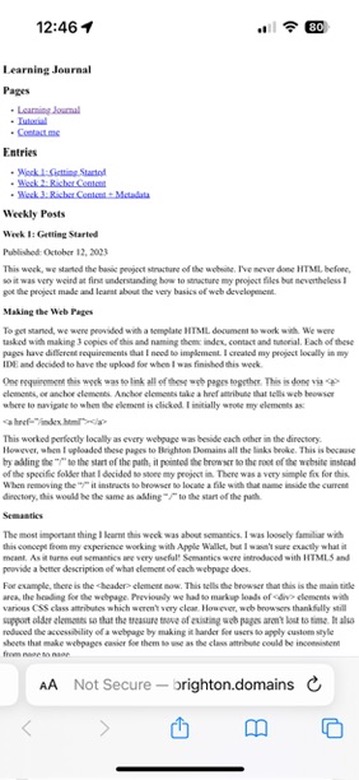 12:46
80
Learning Journal
Pages
• Learning Journal
• Tutorial
• Contact me
Entries
• Week 1: Getting Started
• Week 2: Richer Content
• Week 3: Richer Content + Metadata
Weekly Posts
Week 1: Getting Started
Published: October 12, 2023
This week, we started the basic project structure of the website. I've never done HTML before,
so it was very weird at first understanding how to structure my project files but nevertheless I
got the project made and learnt about the very basics of web development.
Making the Web Pages
To get started, we were provided with a template HTML document to work with. We were
tasked with making 3 copies of this and naming them: index, contact and tutorial. Each of these
pages have different requirements that I need to implement. I created my project locally in my
IDE and decided to have the upload for when I was finished this week.
One requirement this week was to link all of these web pages together. This is done via <a>
elements, or anchor elements. Anchor elements take a href attribute that tells web browser
where to navigate to when the element is clicked. I initially wrote my elements as:
<a href="/index.html"></a>
This worked perfectly locally as every webpage was beside each other in the directory.
However, when I uploaded these pages to Brighton Domains all the links broke. This is because
by adding the "/" to the start of the path, it pointed the browser to the root of the website instead
of the specific folder that I decided to store my project in. There was a very simple fix for this.
When removing the "/" it instructs to browser to locate a file with that name inside the current
directory, this would be the same as adding "./" to the start of the path.
Semantics
The most important thing I learnt this week was about semantics. I was loosely familiar with
this concept from my experience working with Apple Wallet, but I wasn't sure exactly what it
meant. As it turns out semantics are very useful! Semantics were introduced with HTML5 and
provide a better description of what element of each webpage does.
For example, there is the <header> element now. This tells the browser that this is the main title
area, the heading for the webpage. Previously we had to markup loads of <div> elements with
various CSS class attributes which weren't very clear. However, web browsers thankfully still
support older elements so that the treasure trove of existing web pages aren't lost to time. It also
reduced the accessibility of a webpage by making it harder for users to apply custom style
sheets that make webpages easier for them to use as the class attribute could be inconsistent
from page to page.
AA Not Secure — brighton.domains